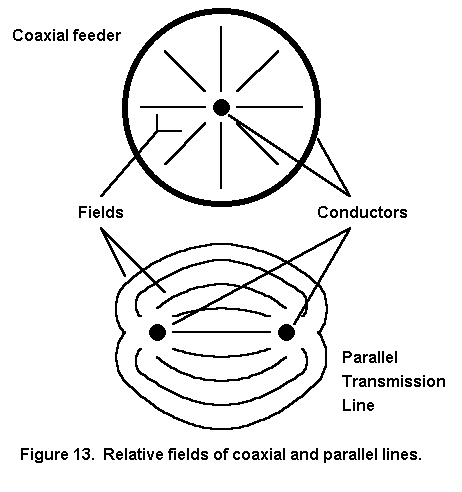 Coaxial feeder
Fields
Conductors
Parallel
Transmission
Line
Figure 13. Relative fields of coaxial and parallel lines.